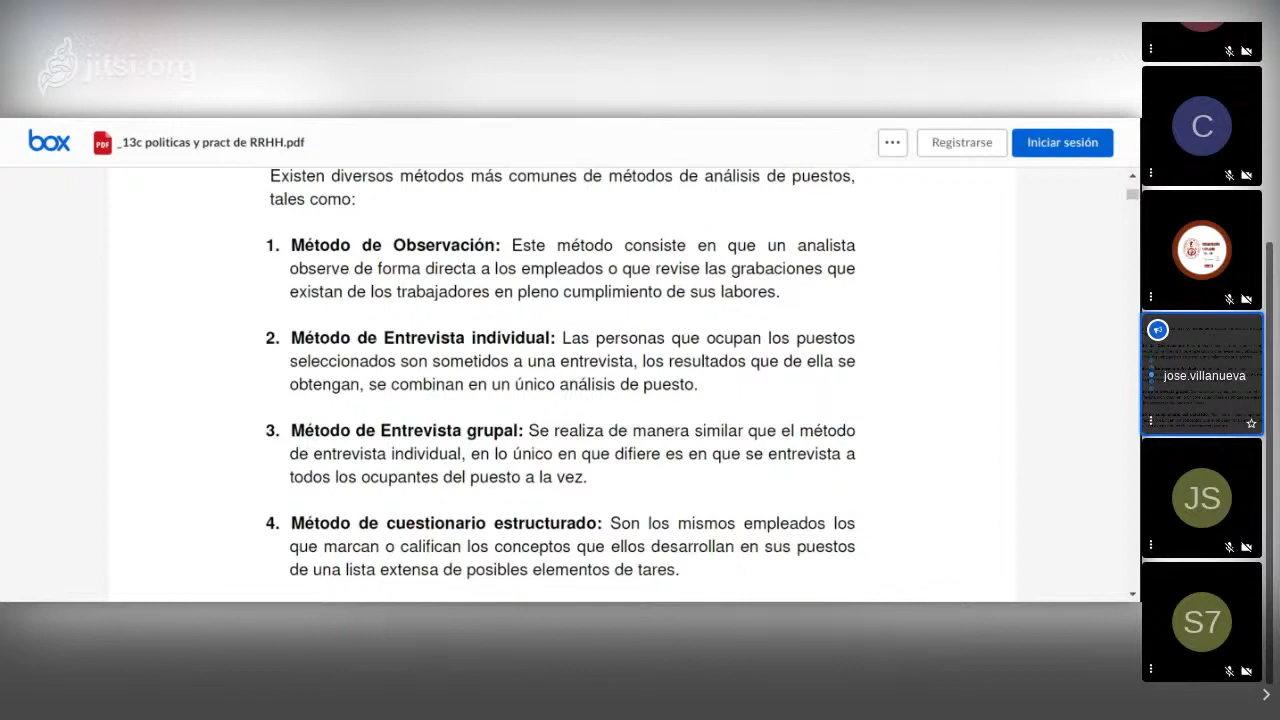 jitsi.org
box
PDF
_13c politicas y pract de RRHH.pdf
Registrarse
Iniciar sesión
Existen diversos métodos más comunes de métodos de análisis de puestos,
tales como:
1. Método de Observación: Este método consiste en que un analista
observe de forma directa a los empleados o que revise las grabaciones que
existan de los trabajadores en pleno cumplimiento de sus labores.
2. Método de Entrevista individual: Las personas que ocupan los puestos
seleccionados son sometidos a una entrevista, los resultados que de ella se
obtengan, se combinan en un único análisis de puesto.
3. Método de Entrevista grupal: Se realiza de manera similar que el método
de entrevista individual, en lo único en que difiere es en que se entrevista a
todos los ocupantes del puesto a la vez.
4. Método de cuestionario estructurado: Son los mismos empleados los
que marcan o califican los conceptos que ellos desarrollan en sus puestos
de una lista extensa de posibles elementos de tares.
C
jose.villanueva
JS
S7